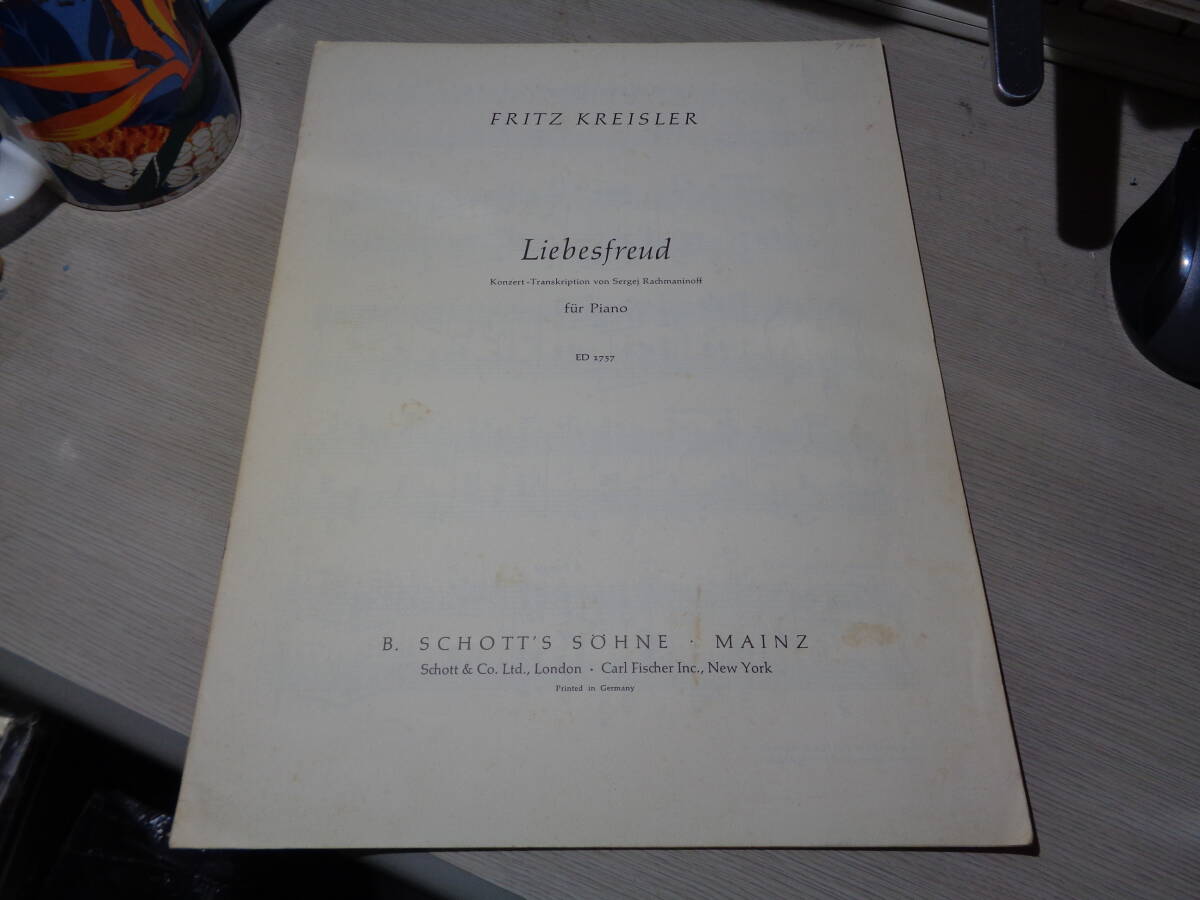 FRITZ KREISLER
Liebesfreud
Konzert-Transkription von Sergej Rachmaninoff
für Piano
ED 1757
B. SCHOTT'S SÖHNE · MAINZ
Schott & Co. Ltd., London · Carl Fischer Inc., New York
Printed in Germany